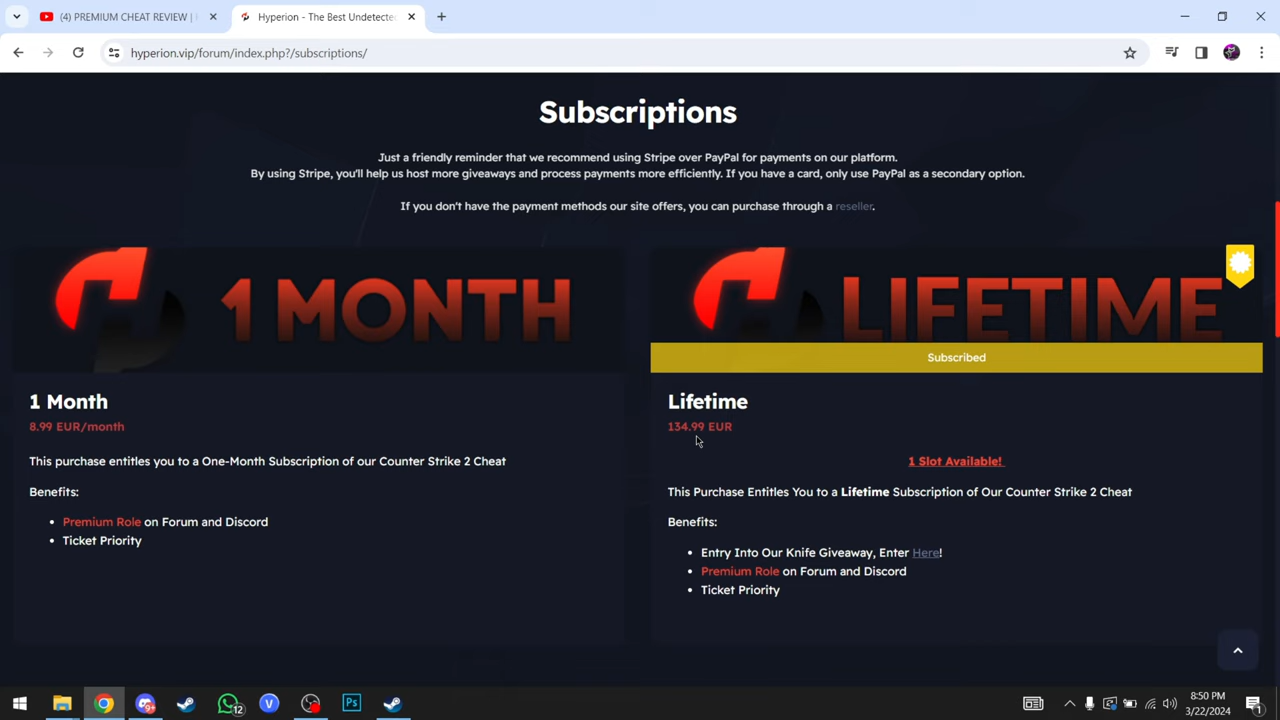 (4) PREMIUM CHEAT REVIEW |
Hyperion - The Best Undetecte
hyperion.vip/forum/index.php?/subscriptions/
Subscriptions
Just a friendly reminder that we recommend using Stripe over PayPal for payments on our platform.
By using Stripe, you'll help us host more giveaways and process payments more efficiently. If you have a card, only use PayPal as a secondary option.
If you don't have the payment methods our site offers, you can purchase through a reseller.
1 MONTH
LIFETIME
Subscribed
1 Month
8.99 EUR/month
This purchase entitles you to a One-Month Subscription of our Counter Strike 2 Cheat
Benefits:
• Premium Role on Forum and Discord
• Ticket Priority
Lifetime
134.99 EUR
1 Slot Available!
This Purchase Entitles You to a Lifetime Subscription of Our Counter Strike 2 Cheat
Benefits:
• Entry Into Our Knife Giveaway, Enter Here!
• Premium Role on Forum and Discord
• Ticket Priority
12
V
Ps
8:50 PM
3/22/2024
1